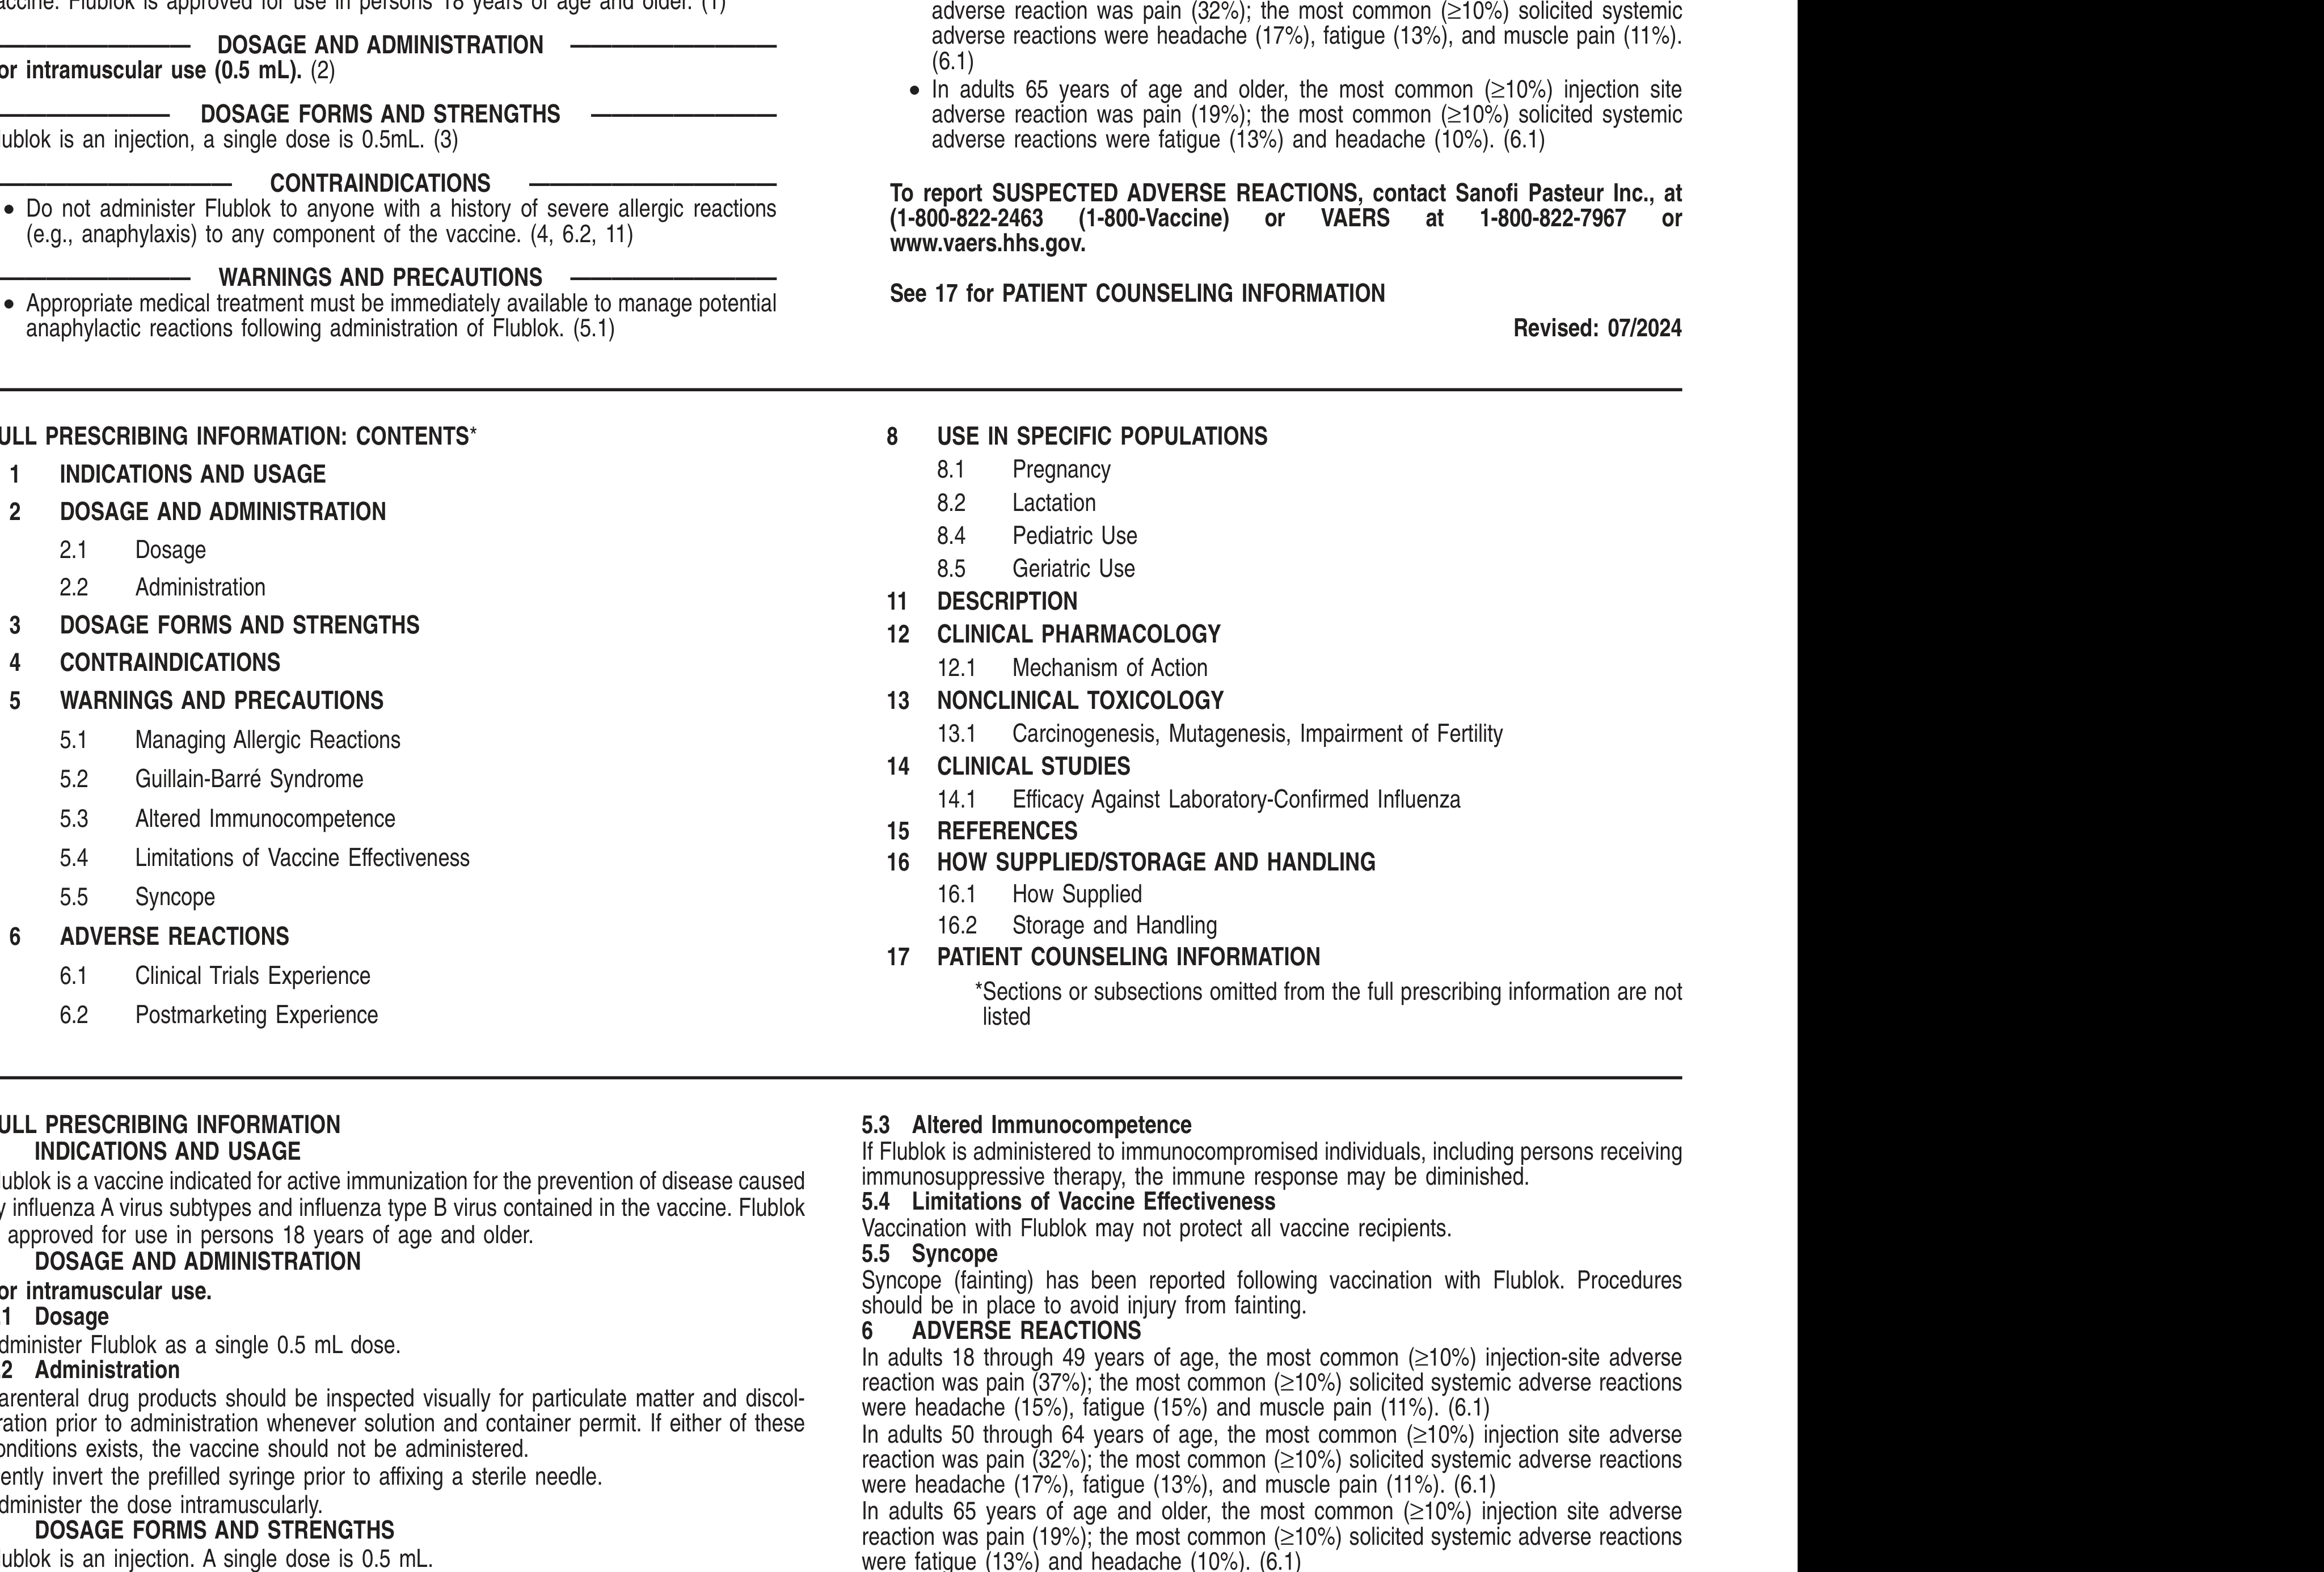 accine. Flublok is approved for use in persons 18 years of age and older. (1)
DOSAGE AND ADMINISTRATION
or intramuscular use (0.5 mL). (2)
DOSAGE FORMS AND STRENGTHS
lublok is an injection, a single dose is 0.5mL. (3)
CONTRAINDICATIONS
• Do not administer Flublok to anyone with a history of severe allergic reactions
(e.g., anaphylaxis) to any component of the vaccine. (4, 6.2, 11)
WARNINGS AND PRECAUTIONS
• Appropriate medical treatment must be immediately available to manage potential
anaphylactic reactions following administration of Flublok. (5.1)
adverse reaction was pain (32%); the most common (≥10%) solicited systemic
adverse reactions were headache (17%), fatigue (13%), and muscle pain (11%).
(6.1)
• In adults 65 years of age and older, the most common (≥10%) injection site
adverse reaction was pain (19%); the most common (≥10%) solicited systemic
adverse reactions were fatigue (13%) and headache (10%). (6.1)
To report SUSPECTED ADVERSE REACTIONS, contact Sanofi Pasteur Inc., at
(1-800-822-2463 (1-800-Vaccine) or VAERS at 1-800-822-7967 or
www.vaers.hhs.gov.
See 17 for PATIENT COUNSELING INFORMATION
Revised: 07/2024
ULL PRESCRIBING INFORMATION: CONTENTS*
1 INDICATIONS AND USAGE
2 DOSAGE AND ADMINISTRATION
2.1 Dosage
2.2 Administration
3 DOSAGE FORMS AND STRENGTHS
4 CONTRAINDICATIONS
5 WARNINGS AND PRECAUTIONS
5.1 Managing Allergic Reactions
5.2 Guillain-Barré Syndrome
5.3 Altered Immunocompetence
5.4 Limitations of Vaccine Effectiveness
5.5 Syncope
6 ADVERSE REACTIONS
6.1 Clinical Trials Experience
6.2 Postmarketing Experience
8 USE IN SPECIFIC POPULATIONS
8.1 Pregnancy
8.2 Lactation
8.4 Pediatric Use
8.5 Geriatric Use
11 DESCRIPTION
12 CLINICAL PHARMACOLOGY
12.1 Mechanism of Action
13 NONCLINICAL TOXICOLOGY
13.1 Carcinogenesis, Mutagenesis, Impairment of Fertility
14 CLINICAL STUDIES
14.1 Efficacy Against Laboratory-Confirmed Influenza
15 REFERENCES
16 HOW SUPPLIED/STORAGE AND HANDLING
16.1 How Supplied
16.2 Storage and Handling
17 PATIENT COUNSELING INFORMATION
*Sections or subsections omitted from the full prescribing information are not
listed
ULL PRESCRIBING INFORMATION
INDICATIONS AND USAGE
lublok is a vaccine indicated for active immunization for the prevention of disease caused
y influenza A virus subtypes and influenza type B virus contained in the vaccine. Flublok
approved for use in persons 18 years of age and older.
DOSAGE AND ADMINISTRATION
or intramuscular use.
.1 Dosage
dminister Flublok as a single 0.5 mL dose.
.2 Administration
arenteral drug products should be inspected visually for particulate matter and discol-
ration prior to administration whenever solution and container permit. If either of these
onditions exists, the vaccine should not be administered.
ently invert the prefilled syringe prior to affixing a sterile needle.
dminister the dose intramuscularly.
DOSAGE FORMS AND STRENGTHS
lublok is an injection. A single dose is 0.5 mL.
5.3 Altered Immunocompetence
If Flublok is administered to immunocompromised individuals, including persons receiving
immunosuppressive therapy, the immune response may be diminished.
5.4 Limitations of Vaccine Effectiveness
Vaccination with Flublok may not protect all vaccine recipients.
5.5 Syncope
Syncope (fainting) has been reported following vaccination with Flublok. Procedures
should be in place to avoid injury from fainting.
6 ADVERSE REACTIONS
In adults 18 through 49 years of age, the most common (≥10%) injection-site adverse
reaction was pain (37%); the most common (≥10%) solicited systemic adverse reactions
were headache (15%), fatigue (15%) and muscle pain (11%). (6.1)
In adults 50 through 64 years of age, the most common (≥10%) injection site adverse
reaction was pain (32%); the most common (≥10%) solicited systemic adverse reactions
were headache (17%), fatigue (13%), and muscle pain (11%). (6.1)
In adults 65 years of age and older, the most common (≥10%) injection site adverse
reaction was pain (19%); the most common (≥10%) solicited systemic adverse reactions
were fatigue (13%) and headache (10%). (6.1)